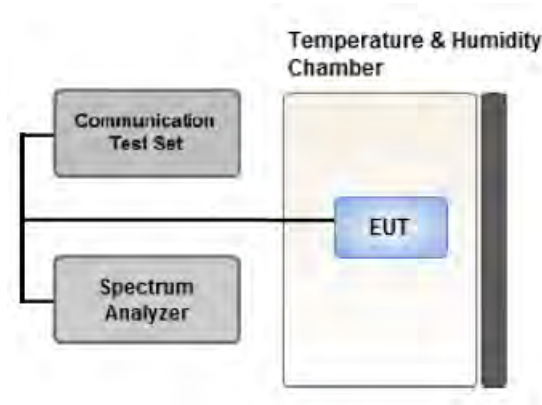 Temperature & Humidity
Chamber
Communication
Test Set
EUT
Spectrum
Analyzer